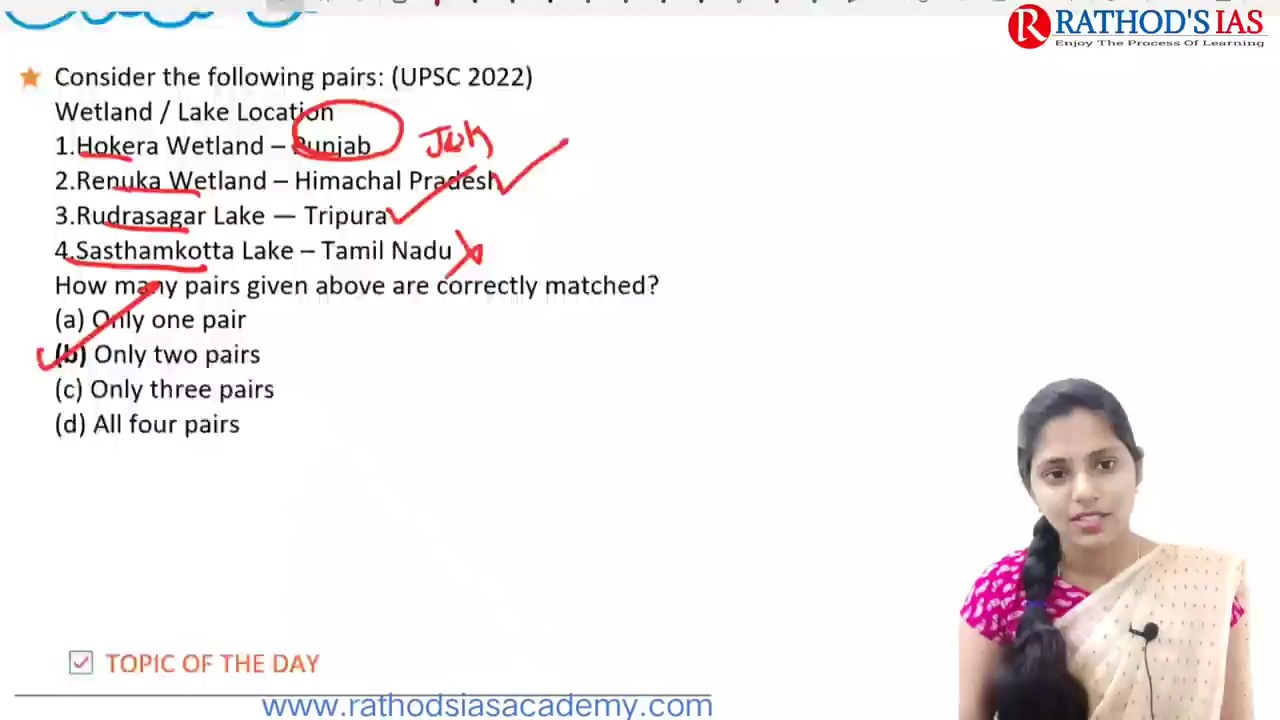 RATHOD'S IAS
Enjoy The Process Of Learning
Consider the following pairs: (UPSC 2022)
Wetland / Lake Location
1.Hokera Wetland – Punjab
J&K
2.Renuka Wetland – Himachal Pradesh
3.Rudrasagar Lake — Tripura
4.Sasthamkotta Lake – Tamil Nadu
How many pairs given above are correctly matched?
(a) Only one pair
(b) Only two pairs
(c) Only three pairs
(d) All four pairs
TOPIC OF THE DAY
www.rathodsiasacademy.com